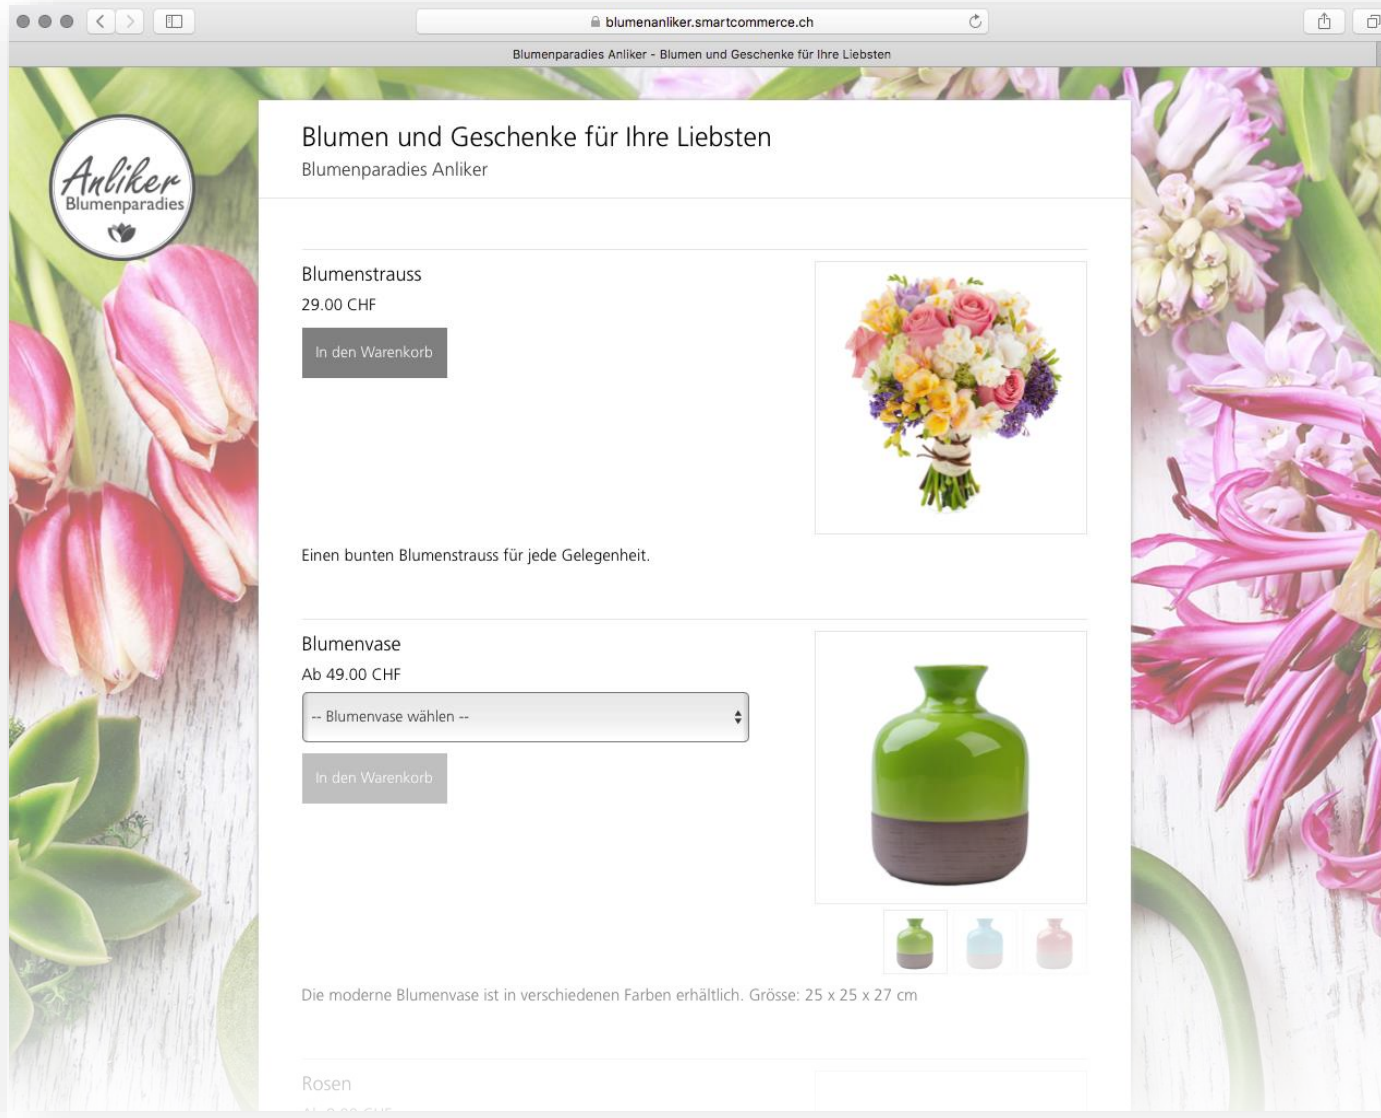 blumenanliker.smartcommerce.ch
Blumenparadies Anliker - Blumen und Geschenke für Ihre Liebsten
Anliker
Blumenparadies
Blumen und Geschenke für Ihre Liebsten
Blumenparadies Anliker
Blumenstrauss
29.00 CHF
In den Warenkorb
Einen bunten Blumenstrauss für jede Gelegenheit.
Blumenvase
Ab 49.00 CHF
-- Blumenvase wählen --
In den Warenkorb
Die moderne Blumenvase ist in verschiedenen Farben erhältlich. Grösse: 25 x 25 x 27 cm
Rosen